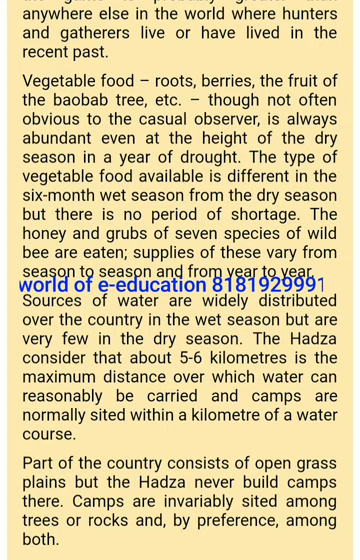 anywhere else in the world where hunters
and gatherers live or have lived in the
recent past.
Vegetable food – roots, berries, the fruit of
the baobab tree, etc. – though not often
obvious to the casual observer, is always
abundant even at the height of the dry
season in a year of drought. The type of
vegetable food available is different in the
six-month wet season from the dry season
but there is no period of shortage. The
honey and grubs of seven species of wild
bee are eaten; supplies of these vary from
season to season and from year to year.
world of e-education 8181929991
Sources of water are widely distributed
over the country in the wet season but are
very few in the dry season. The Hadza
consider that about 5-6 kilometres is the
maximum distance over which water can
reasonably be carried and camps are
normally sited within a kilometre of a water
course.
Part of the country consists of open grass
plains but the Hadza never build camps
there. Camps are invariably sited among
trees or rocks and, by preference, among
both.